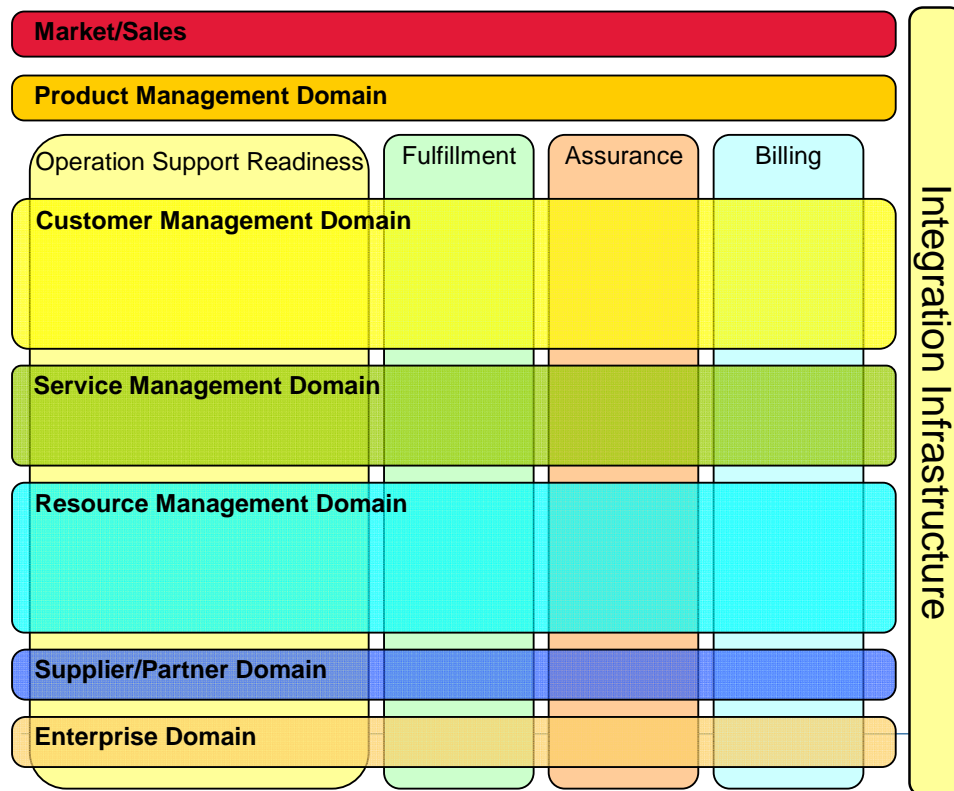 Market/Sales
Product Management Domain
Operation Support Readiness
Fulfillment
Assurance
Billing
Customer Management Domain
Service Management Domain
Resource Management Domain
Supplier/Partner Domain
Enterprise Domain
Integration Infrastructure